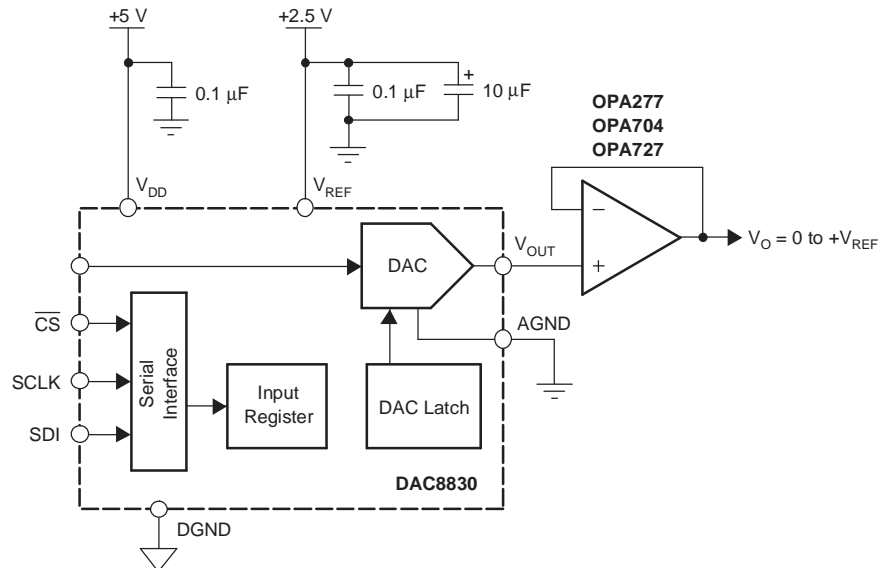 +5 V
+2.5 V
0.1 μF
0.1 μF
+
10 μF
OPA277
OPA704
OPA727
V_DD
V_REF
DAC
V_OUT
−
+
V_O = 0 to +V_REF
C̅S̅
AGND
SCLK
Serial
Interface
Input
Register
DAC Latch
SDI
DAC8830
DGND